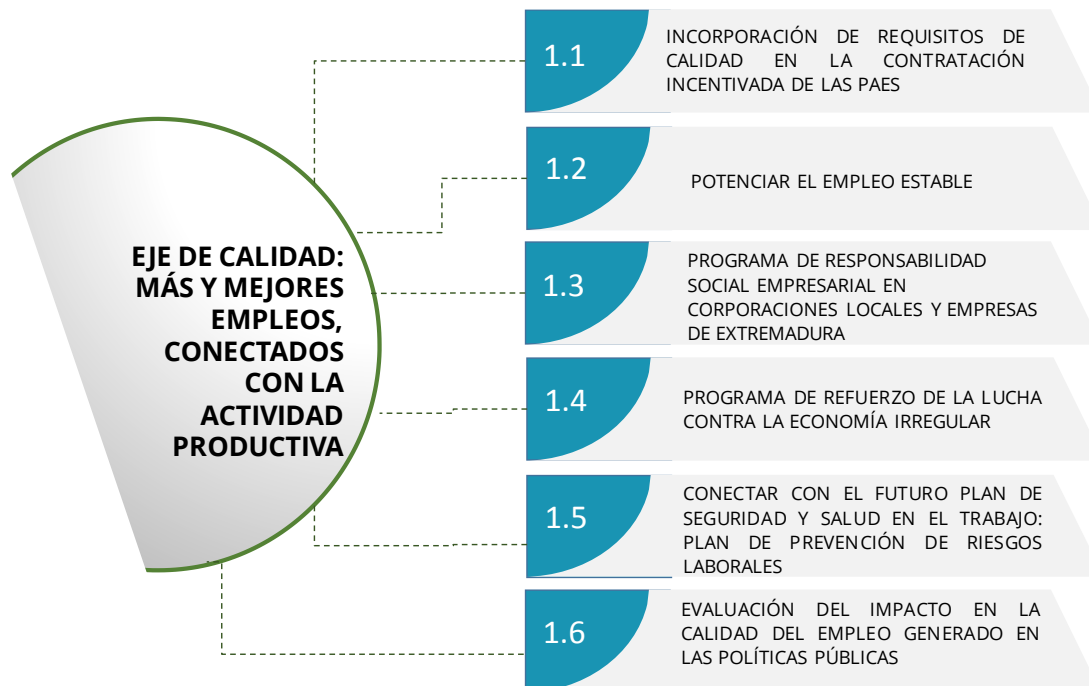 EJE DE CALIDAD:
MÁS Y MEJORES
EMPLEOS,
CONECTADOS
CON LA
ACTIVIDAD
PRODUCTIVA
1.1
INCORPORACIÓN DE REQUISITOS DE
CALIDAD EN LA CONTRATACIÓN
INCENTIVADA DE LAS PAES
1.2
POTENCIAR EL EMPLEO ESTABLE
1.3
PROGRAMA DE RESPONSABILIDAD
SOCIAL EMPRESARIAL EN
CORPORACIONES LOCALES Y EMPRESAS
DE EXTREMADURA
1.4
PROGRAMA DE REFUERZO DE LA LUCHA
CONTRA LA ECONOMÍA IRREGULAR
1.5
CONECTAR CON EL FUTURO PLAN DE
SEGURIDAD Y SALUD EN EL TRABAJO:
PLAN DE PREVENCIÓN DE RIESGOS
LABORALES
1.6
EVALUACIÓN DEL IMPACTO EN LA
CALIDAD DEL EMPLEO GENERADO EN
LAS POLÍTICAS PÚBLICAS